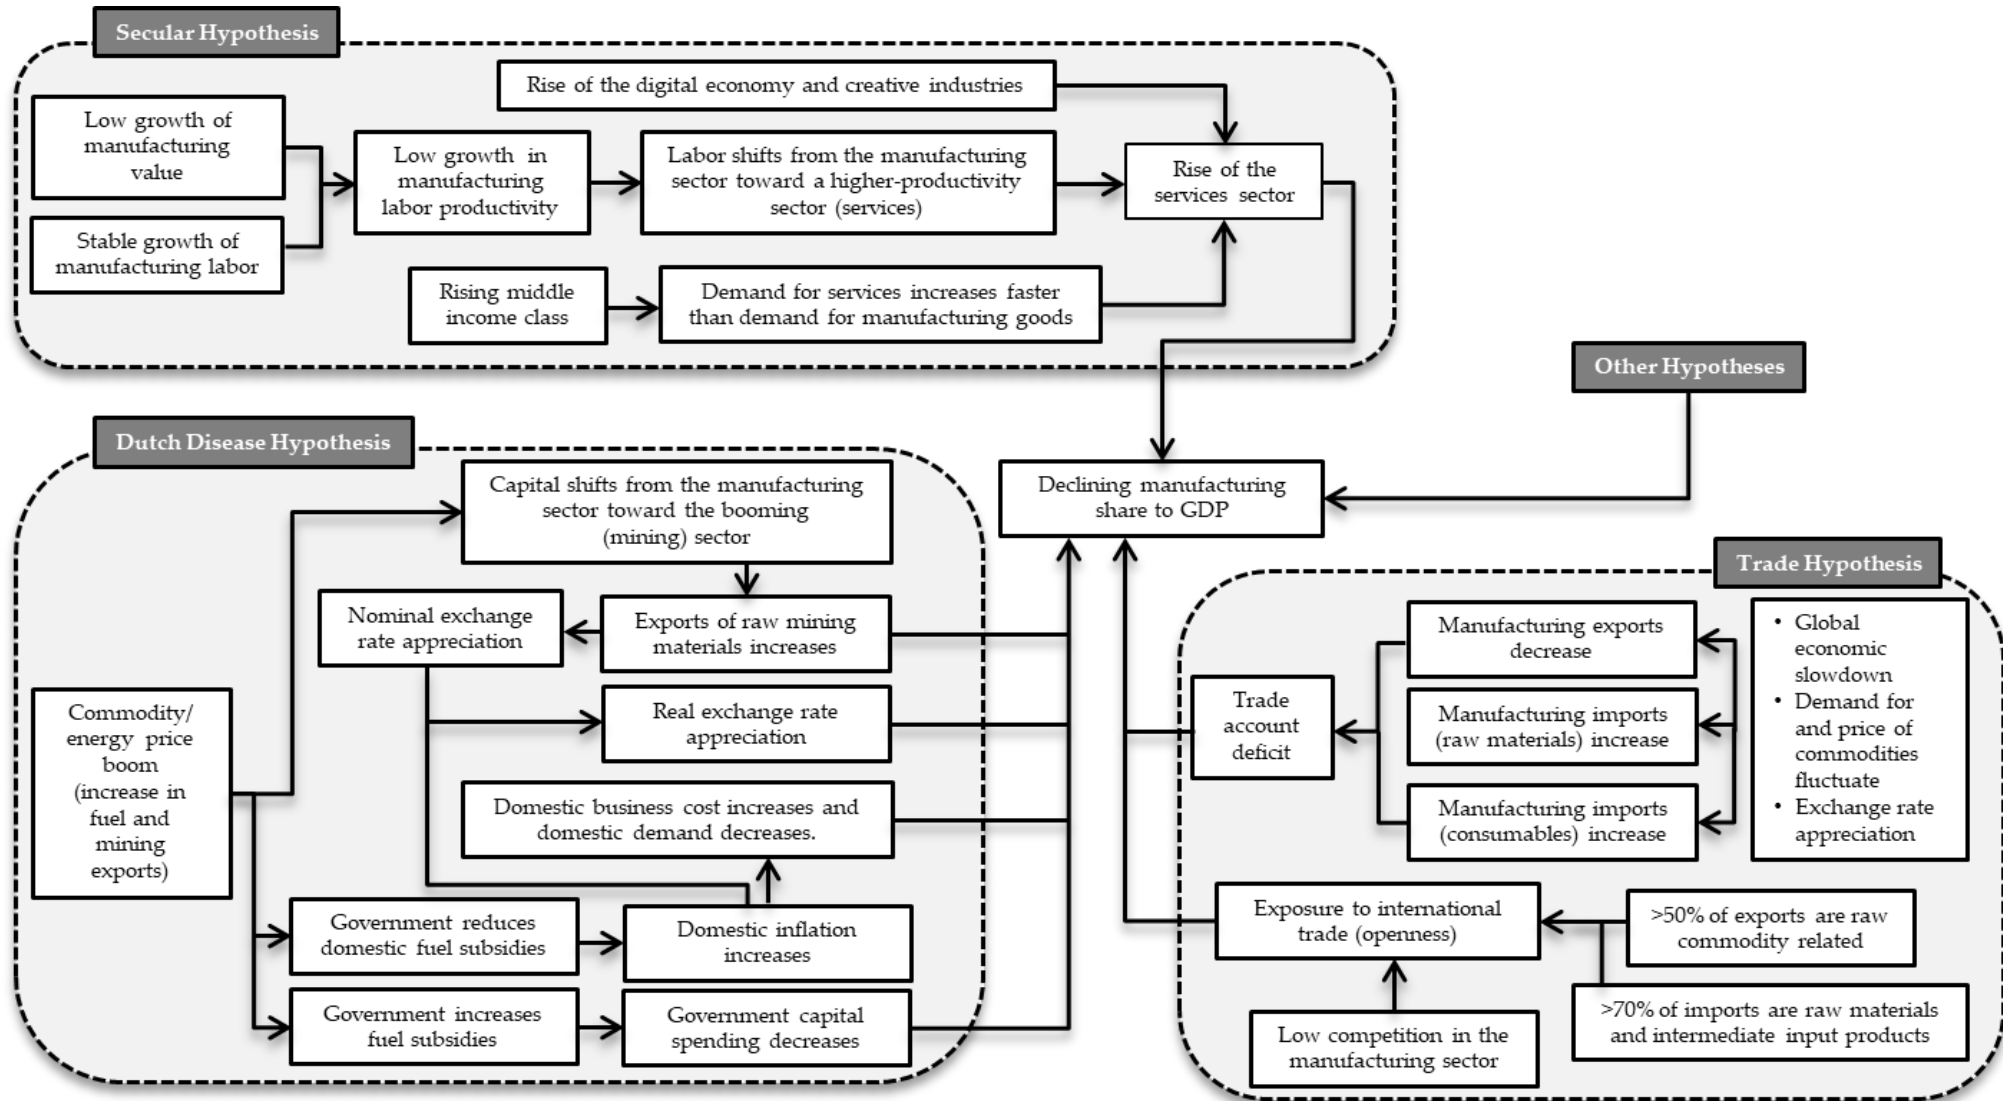 Secular Hypothesis
Rise of the digital economy and creative industries
Low growth of
manufacturing
value
Low growth in
manufacturing
labor productivity
Labor shifts from the manufacturing
sector toward a higher-productivity
sector (services)
Rise of the
services sector
Stable growth of
manufacturing labor
Rising middle
income class
Demand for services increases faster
than demand for manufacturing goods
Other Hypotheses
Dutch Disease Hypothesis
Capital shifts from the manufacturing
sector toward the booming
(mining) sector
Declining manufacturing
share to GDP
Nominal exchange
rate appreciation
Exports of raw mining
materials increases
Commodity/
energy price
boom
(increase in
fuel and
mining
exports)
Real exchange rate
appreciation
Domestic business cost increases and
domestic demand decreases.
Government reduces
domestic fuel subsidies
Domestic inflation
increases
Government increases
fuel subsidies
Government capital
spending decreases
Trade Hypothesis
Manufacturing exports
decrease
• Global
economic
slowdown
• Demand for
and price of
commodities
fluctuate
• Exchange rate
appreciation
Trade
account
deficit
Manufacturing imports
(raw materials) increase
Manufacturing imports
(consumables) increase
Exposure to international
trade (openness)
>50% of exports are raw
commodity related
>70% of imports are raw materials
and intermediate input products
Low competition in the
manufacturing sector